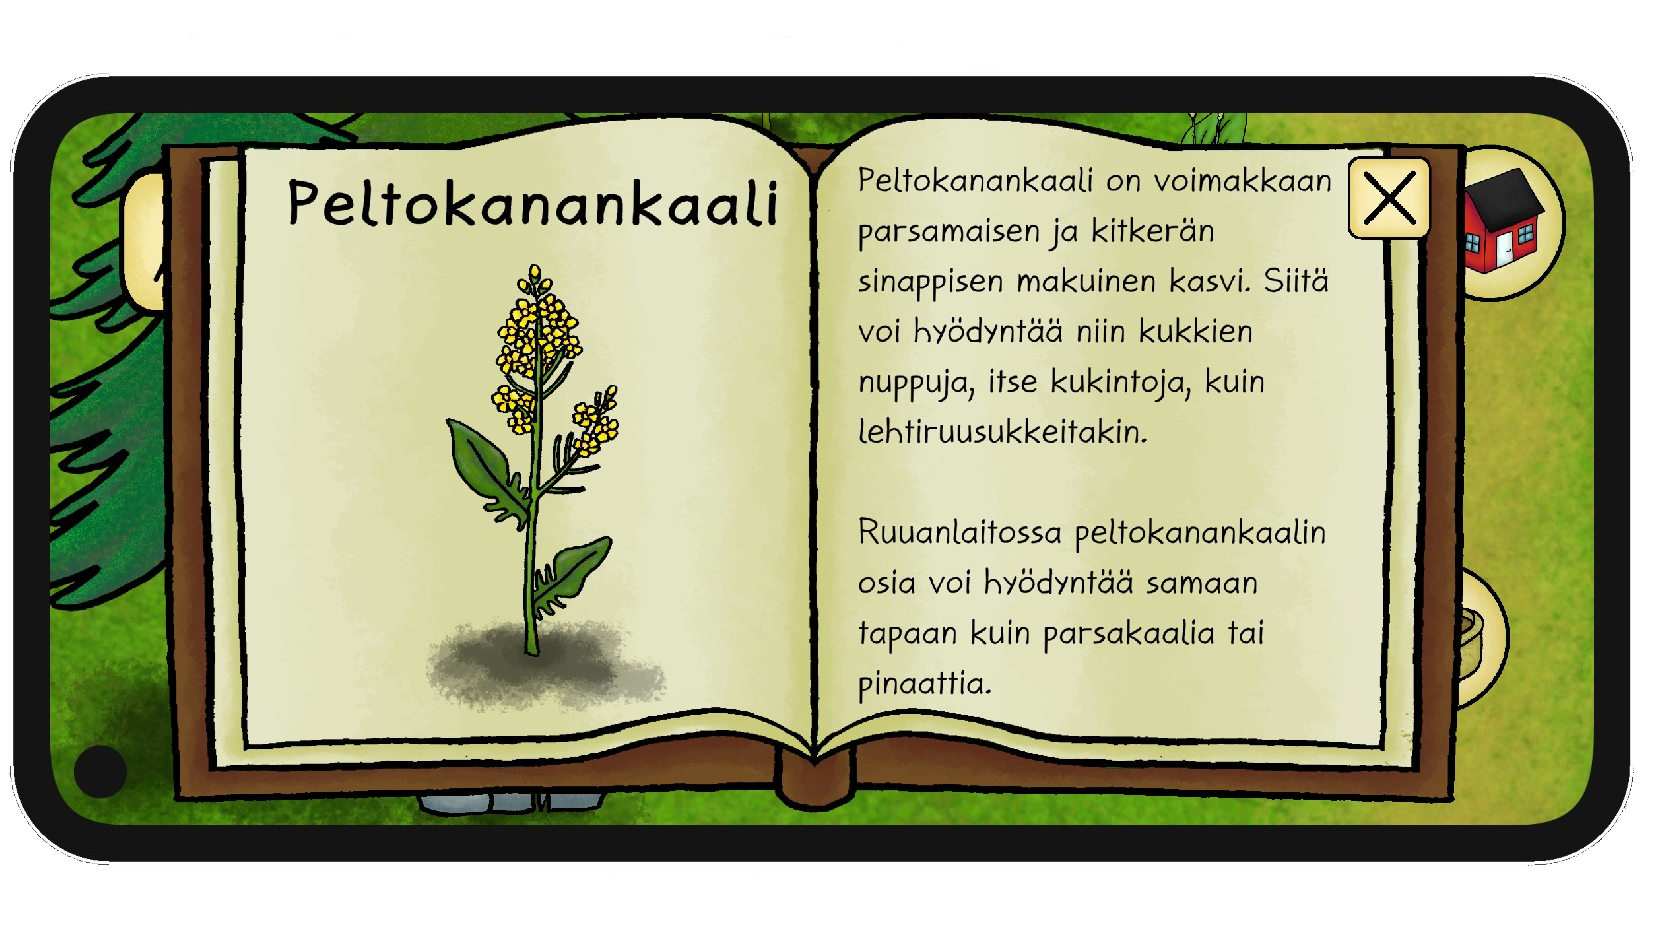 Peltokanankaali
Peltokanankaali on voimakkaan
parsamaisen ja kitkerän
sinappisen makuinen kasvi. Siitä
voi hyödyntää niin kukkien
nuppuja, itse kukintoja, kuin
lehtiruusukkeitakin.
Ruuanlaitossa peltokanankaalin
osia voi hyödyntää samaan
tapaan kuin parsakaalia tai
pinaattia.